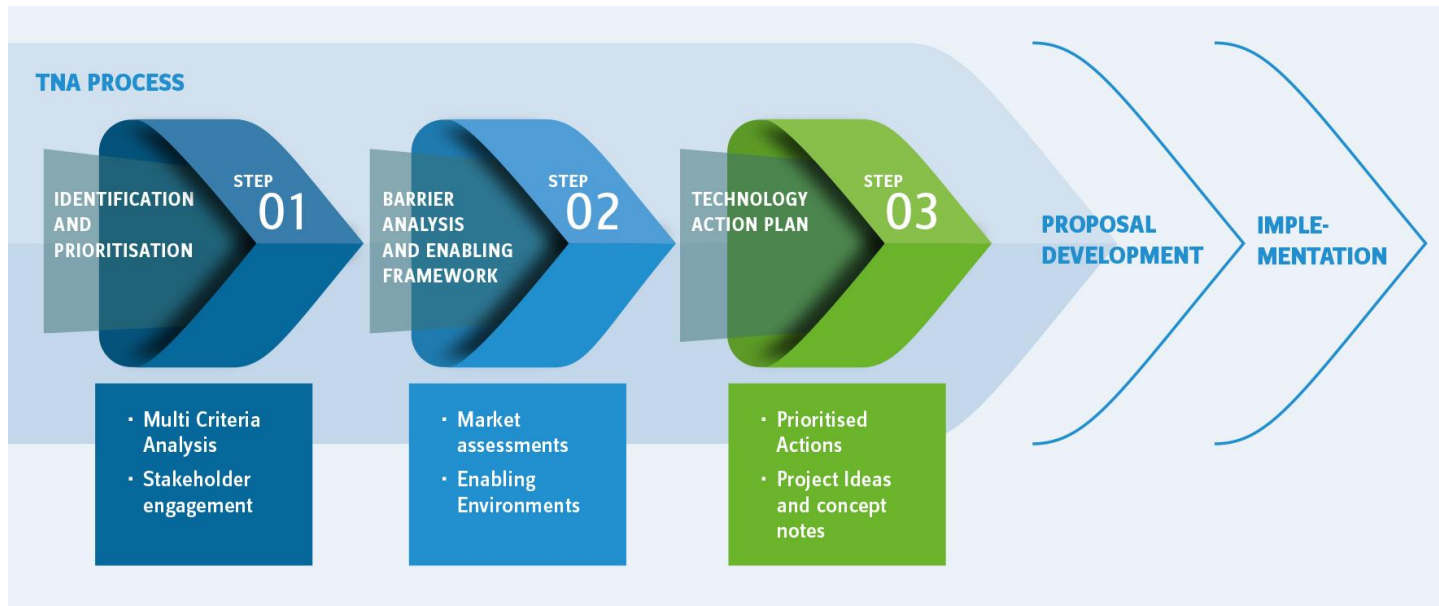 TNA PROCESS
IDENTIFICATION
AND
PRIORITISATION
STEP
01
BARRIER
ANALYSIS
AND ENABLING
FRAMEWORK
STEP
02
TECHNOLOGY
ACTION PLAN
STEP
03
PROPOSAL
DEVELOPMENT
IMPLE-
MENTATION
· Multi Criteria
Analysis
· Stakeholder
engagement
· Market
assessments
· Enabling
Environments
· Prioritised
Actions
· Project Ideas
and concept
notes